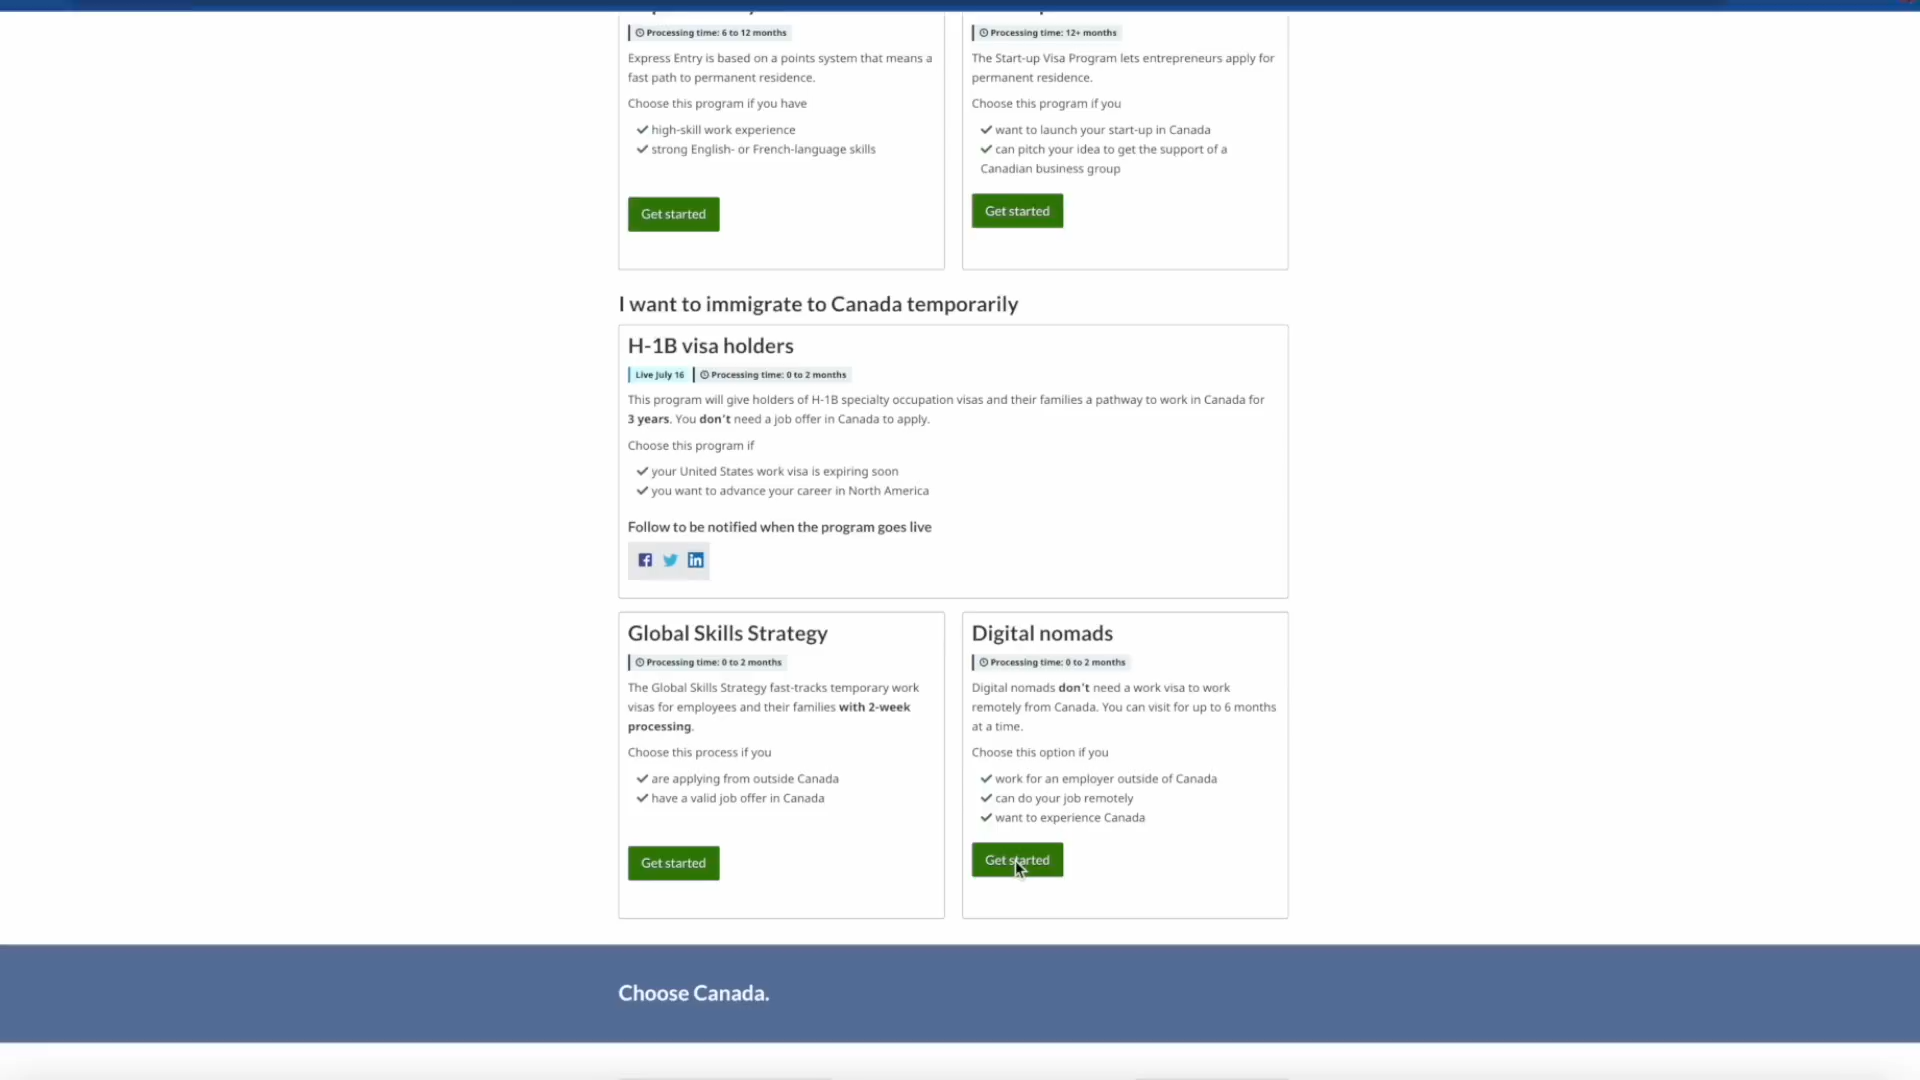 Processing time: 6 to 12 months
Express Entry is based on a points system that means a
fast path to permanent residence.
Choose this program if you have
✓ high-skill work experience
✓ strong English- or French-language skills
Get started
Processing time: 12+ months
The Start-up Visa Program lets entrepreneurs apply for
permanent residence.
Choose this program if you
✓ want to launch your start-up in Canada
✓ can pitch your idea to get the support of a
Canadian business group
Get started
I want to immigrate to Canada temporarily
H-1B visa holders
Live July 16 Processing time: 0 to 2 months
This program will give holders of H-1B specialty occupation visas and their families a pathway to work in Canada for
3 years. You don't need a job offer in Canada to apply.
Choose this program if
✓ your United States work visa is expiring soon
✓ you want to advance your career in North America
Follow to be notified when the program goes live
Global Skills Strategy
Processing time: 0 to 2 months
The Global Skills Strategy fast-tracks temporary work
visas for employees and their families with 2-week
processing.
Choose this process if you
✓ are applying from outside Canada
✓ have a valid job offer in Canada
Get started
Digital nomads
Processing time: 0 to 2 months
Digital nomads don't need a work visa to work
remotely from Canada. You can visit for up to 6 months
at a time.
Choose this option if you
✓ work for an employer outside of Canada
✓ can do your job remotely
✓ want to experience Canada
Get started
Choose Canada.